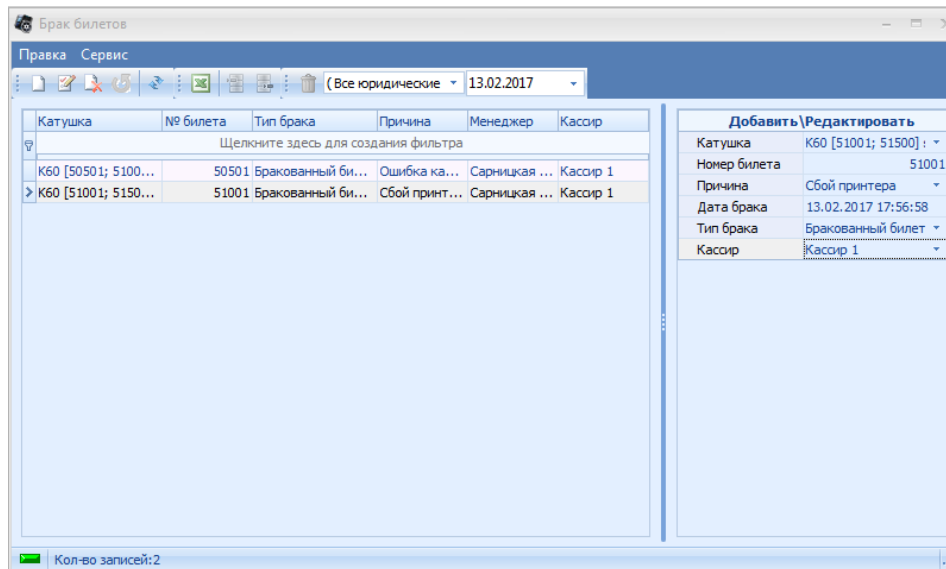 Брак билетов
Правка Сервис
(Все юридические 13.02.2017
Катушка № билета Тип брака Причина Менеджер Кассир
Щелкните здесь для создания фильтра
К60 [50501; 5100... 50501 Бракованный би... Ошибка ка... Сарницкая ... Кассир 1
К60 [51001; 5150... 51001 Бракованный би... Сбой принт... Сарницкая ... Кассир 1
Добавить\Редактировать
Катушка К60 [51001; 51500] :
Номер билета 51001
Причина Сбой принтера
Дата брака 13.02.2017 17:56:58
Тип брака Бракованный билет
Кассир Кассир 1
Кол-во записей:2